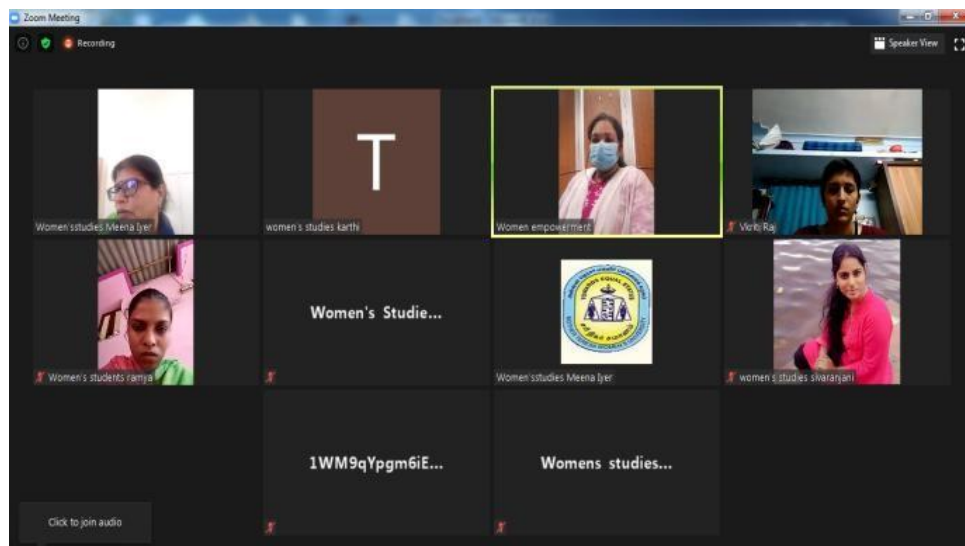 Zoom Meeting
Recording
Speaker View
T
Women'sstudies Meena Iyer
women s studies karthi
Women empowerment
Raj
Women's Studie...
Women's students ramya
Women'sstudies Meena Iyer
women's studies sivaranjani
1WM9qYpgm6iE...
Womens studies...
Click to join audio